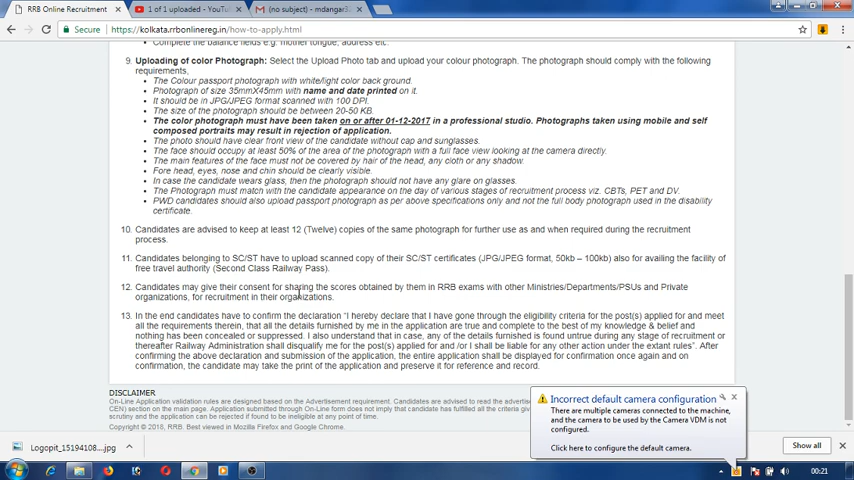 RRB Online Recruitment
1 of 1 uploaded - YouTu
(no subject) - mdangar8
Secure
https://kolkata.rrbonlinereg.in/how-to-apply.html
Complete the balance fields e.g. mother tongue, address etc.
9. Uploading of color Photograph: Select the Upload Photo tab and upload your colour photograph. The photograph should comply with the following
requirements,
The Colour passport photograph with white/light color back ground.
Photograph of size 35mmX45mm with name and date printed on it.
It should be in JPG/JPEG format scanned with 100 DPI.
The size of the photograph should be between 20-50 KB.
The color photograph must have been taken on or after 01-12-2017 in a professional studio. Photographs taken using mobile and self
composed portraits may result in rejection of application.
The photo should have clear front view of the candidate without cap and sunglasses.
The face should occupy at least 50% of the area of the photograph with a full face view looking at the camera directly.
The main features of the face must not be covered by hair of the head, any cloth or any shadow.
Fore head, eyes, nose and chin should be clearly visible.
In case the candidate wears glass, then the photograph should not have any glare on glasses.
The Photograph must match with the candidate appearance on the day of various stages of recruitment process viz. CBTs, PET and DV.
PWD candidates should also upload passport photograph as per above specifications only and not the full body photograph used in the disability
certificate.
10. Candidates are advised to keep at least 12 (Twelve) copies of the same photograph for further use as and when required during the recruitment
process.
11. Candidates belonging to SC/ST have to upload scanned copy of their SC/ST certificates (JPG/JPEG format, 50kb – 100kb) also for availing the facility of
free travel authority (Second Class Railway Pass).
12. Candidates may give their consent for sharing the scores obtained by them in RRB exams with other Ministries/Departments/PSUs and Private
organizations, for recruitment in their organizations.
13. In the end candidates have to confirm the declaration "I hereby declare that I have gone through the eligibility criteria for the post(s) applied for and meet
all the requirements therein, that all the details furnished by me in the application are true and complete to the best of my knowledge & belief and
nothing has been concealed or suppressed. I also understand that in case, any of the details furnished is found untrue during any stage of recruitment or
thereafter Railway Administration shall disqualify me for the post(s) applied for and /or I shall be liable for any other action under the extant rules". After
confirming the above declaration and submission of the application, the entire application shall be displayed for confirmation once again and on
confirmation, the candidate may take the print of the application and preserve it for reference and record.
DISCLAIMER
On-Line Application validation rules are designed based on the Advertisement requirement. Candidates are advised to read the advertise
CEN) section on the main page. Application submitted through On-Line form does not imply that candidate has fulfilled all the criteria giv
scrutiny and the application can be rejected if found to be ineligible at any point of time.
Copyright © 2018, RRB. Best viewed in Mozilla Firefox and Google Chrome.
Incorrect default camera configuration
There are multiple cameras connected to the machine,
and the camera to be used by the Camera VDM is not
configured.
Click here to configure the default camera.
Logopit_15194108....jpg
Show all
00:21